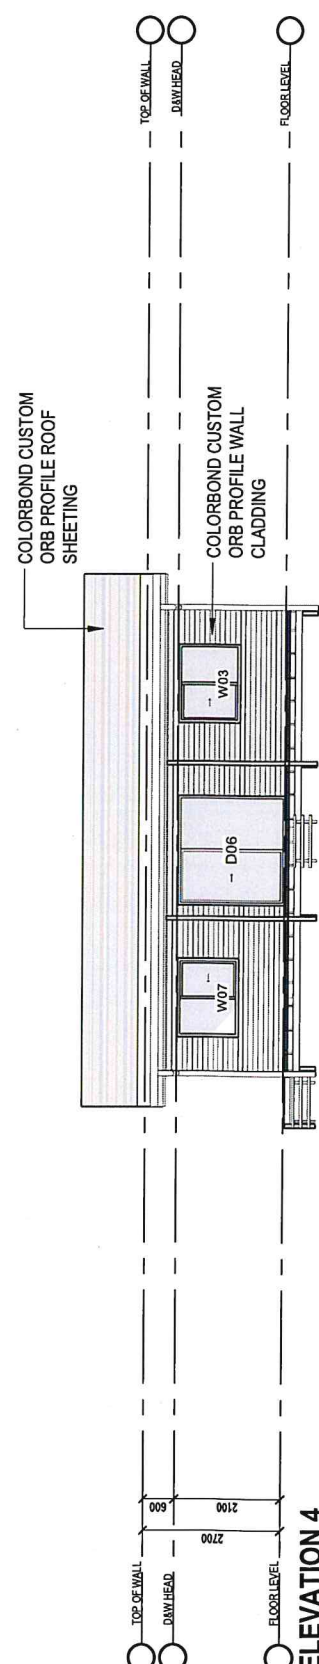 TOP OF WALL
D&W HEAD
FLOOR LEVEL
600
2100
2700
ELEVATION 4
COLORBOND CUSTOM
ORB PROFILE ROOF
SHEETING
COLORBOND CUSTOM
ORB PROFILE WALL
CLADDING
W07
D06
W03
TOP OF WALL
D&W HEAD
FLOOR LEVEL